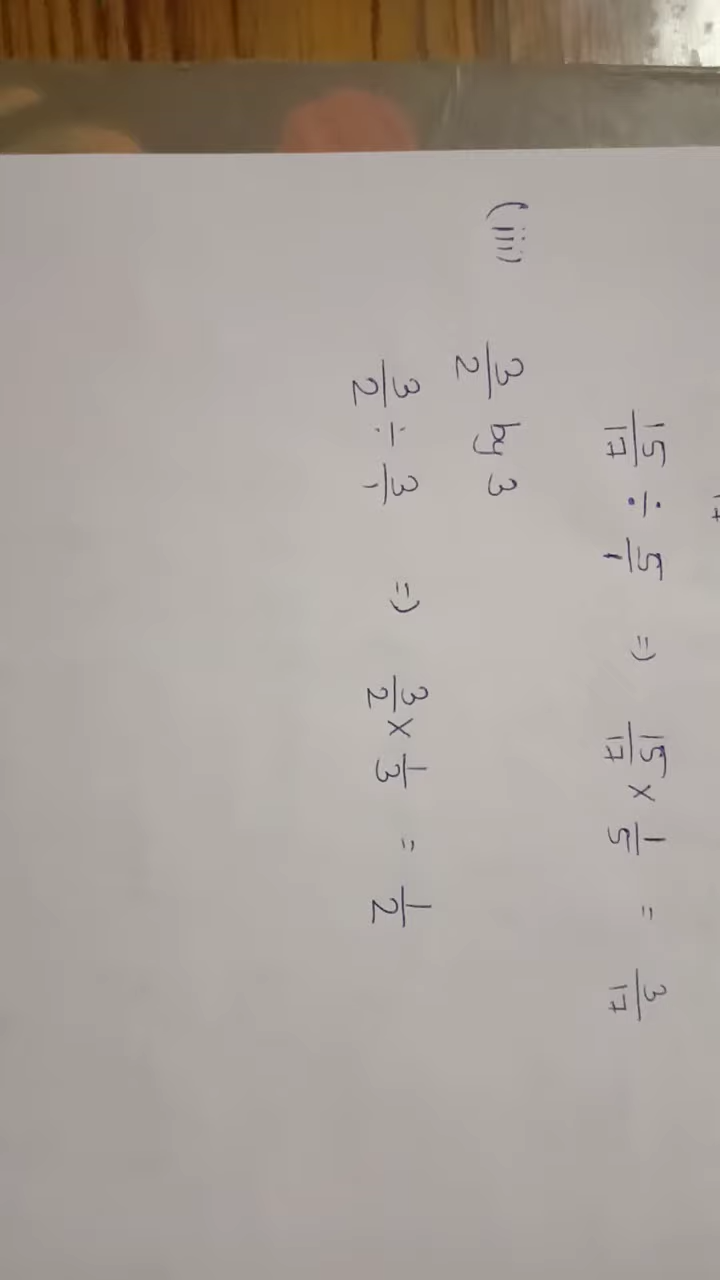 15/17 ÷ 5/1 => 15/17 × 1/5 = 3/17
(iii) 3/2 by 3
3/2 ÷ 3/1 => 3/2 × 1/3 = 1/2